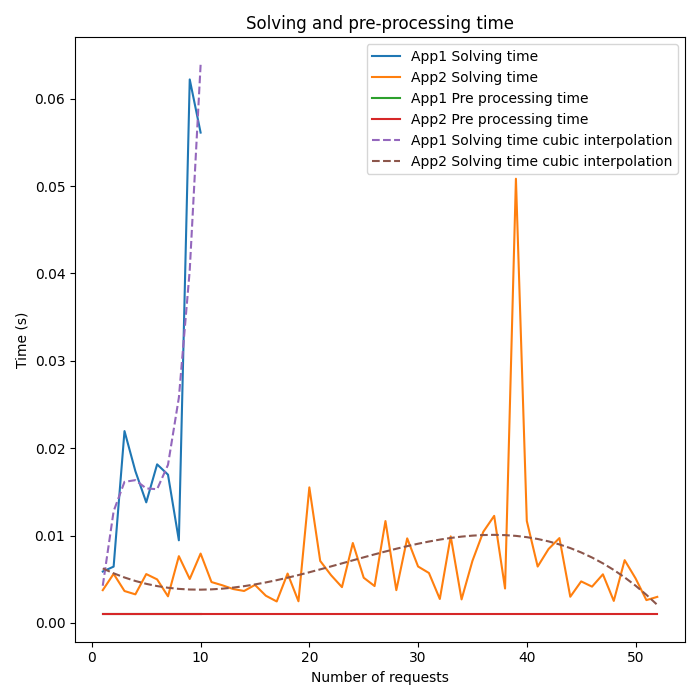 Solving and pre-processing time
App1 Solving time
App2 Solving time
App1 Pre processing time
App2 Pre processing time
App1 Solving time cubic interpolation
App2 Solving time cubic interpolation
Time (s)
0.06
0.05
0.04
0.03
0.02
0.01
0.00
0 10 20 30 40 50
Number of requests